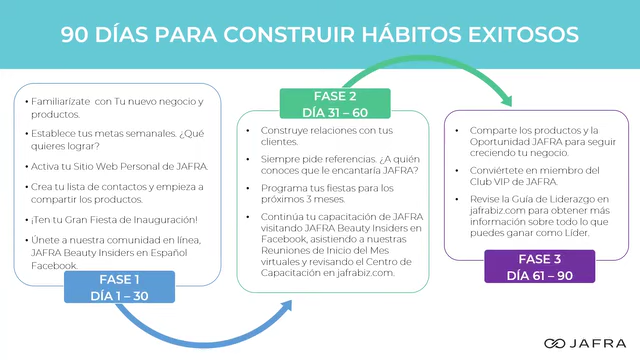 90 DÍAS PARA CONSTRUIR HÁBITOS EXITOSOS
• Familiarízate con Tu nuevo negocio y
productos.
• Establece tus metas semanales. ¿Qué
quieres lograr?
• Activa tu Sitio Web Personal de JAFRA.
• Crea tu lista de contactos y empieza a
compartir los productos.
• ¡Ten tu Gran Fiesta de Inauguración!
• Únete a nuestra comunidad en línea,
JAFRA Beauty Insiders en Español
Facebook.
FASE 1
DÍA 1 – 30
FASE 2
DÍA 31 – 60
• Construye relaciones con tus
clientes.
• Siempre pide referencias. ¿A quién
conoces que le encantaría JAFRA?
• Programa tus fiestas para los
próximos 3 meses.
• Continúa tu capacitación de JAFRA
visitando JAFRA Beauty Insiders en
Facebook, asistiendo a nuestras
Reuniones de Inicio del Mes
virtuales y revisando el Centro de
Capacitación en jafrabiz.com.
• Comparte los productos y la
Oportunidad JAFRA para seguir
creciendo tu negocio.
• Conviértete en miembro del
Club VIP de JAFRA.
• Revise la Guía de Liderazgo en
jafrabiz.com para obtener más
información sobre todo lo que
puedes ganar como Líder.
FASE 3
DÍA 61 – 90
JAFRA